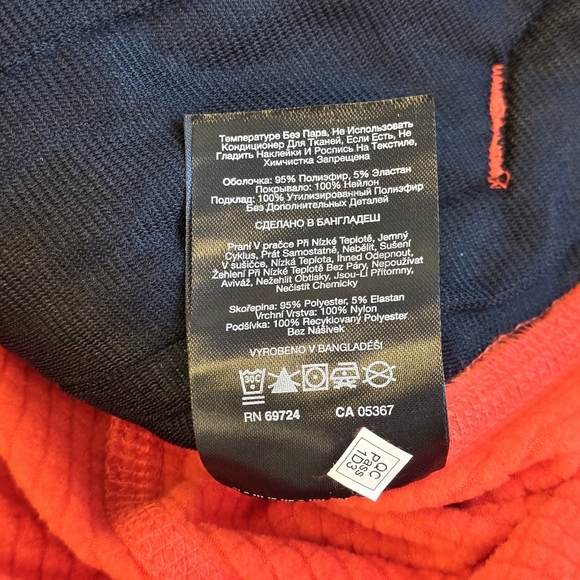 Температуре Без Пара, Не Использовать
Кондиционер Для Тканей, Если Есть, Не
Гладить Наклейки И Роспись На Текстиле,
Химчистка Запрещена
Оболочка: 95% Полиэфир, 5% Эластан
Покрывало: 100% Нейлон
Подклад: 100% Утилизированный Полиэфир
Без Дополнительных Деталей
СДЕЛАНО В БАНГЛАДЕШ
Praní V pračce Při Nízké Teplotě, Jemný
Cyklus, Prát Samostatně, Nebělit, Sušení
V sušičce, Nízká Teplota, Ihned Odepnout,
Žehlení Při Nízké Teplotě Bez Páry, Nepoužívat
Aviváž, Nežehlit Obtisky, Jsou-Li Přítomny,
Nečistit Chemicky
Skořepina: 95% Polyester, 5% Elastan
Vrchní Vrstva: 100% Nylon
Podšívka: 100% Recyklovaný Polyester
Bez Nášivek
VYROBENO V BANGLADÉŠI
30C
RN 69724 CA 05367
QC
Pass
1D3